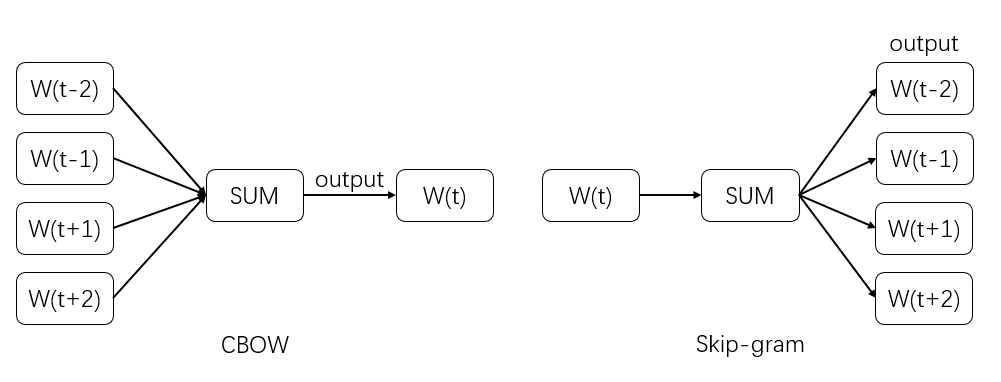 W(t-2)
W(t-1)
W(t+1)
W(t+2)
SUM
output
W(t)
CBOW
W(t)
SUM
output
W(t-2)
W(t-1)
W(t+1)
W(t+2)
Skip-gram